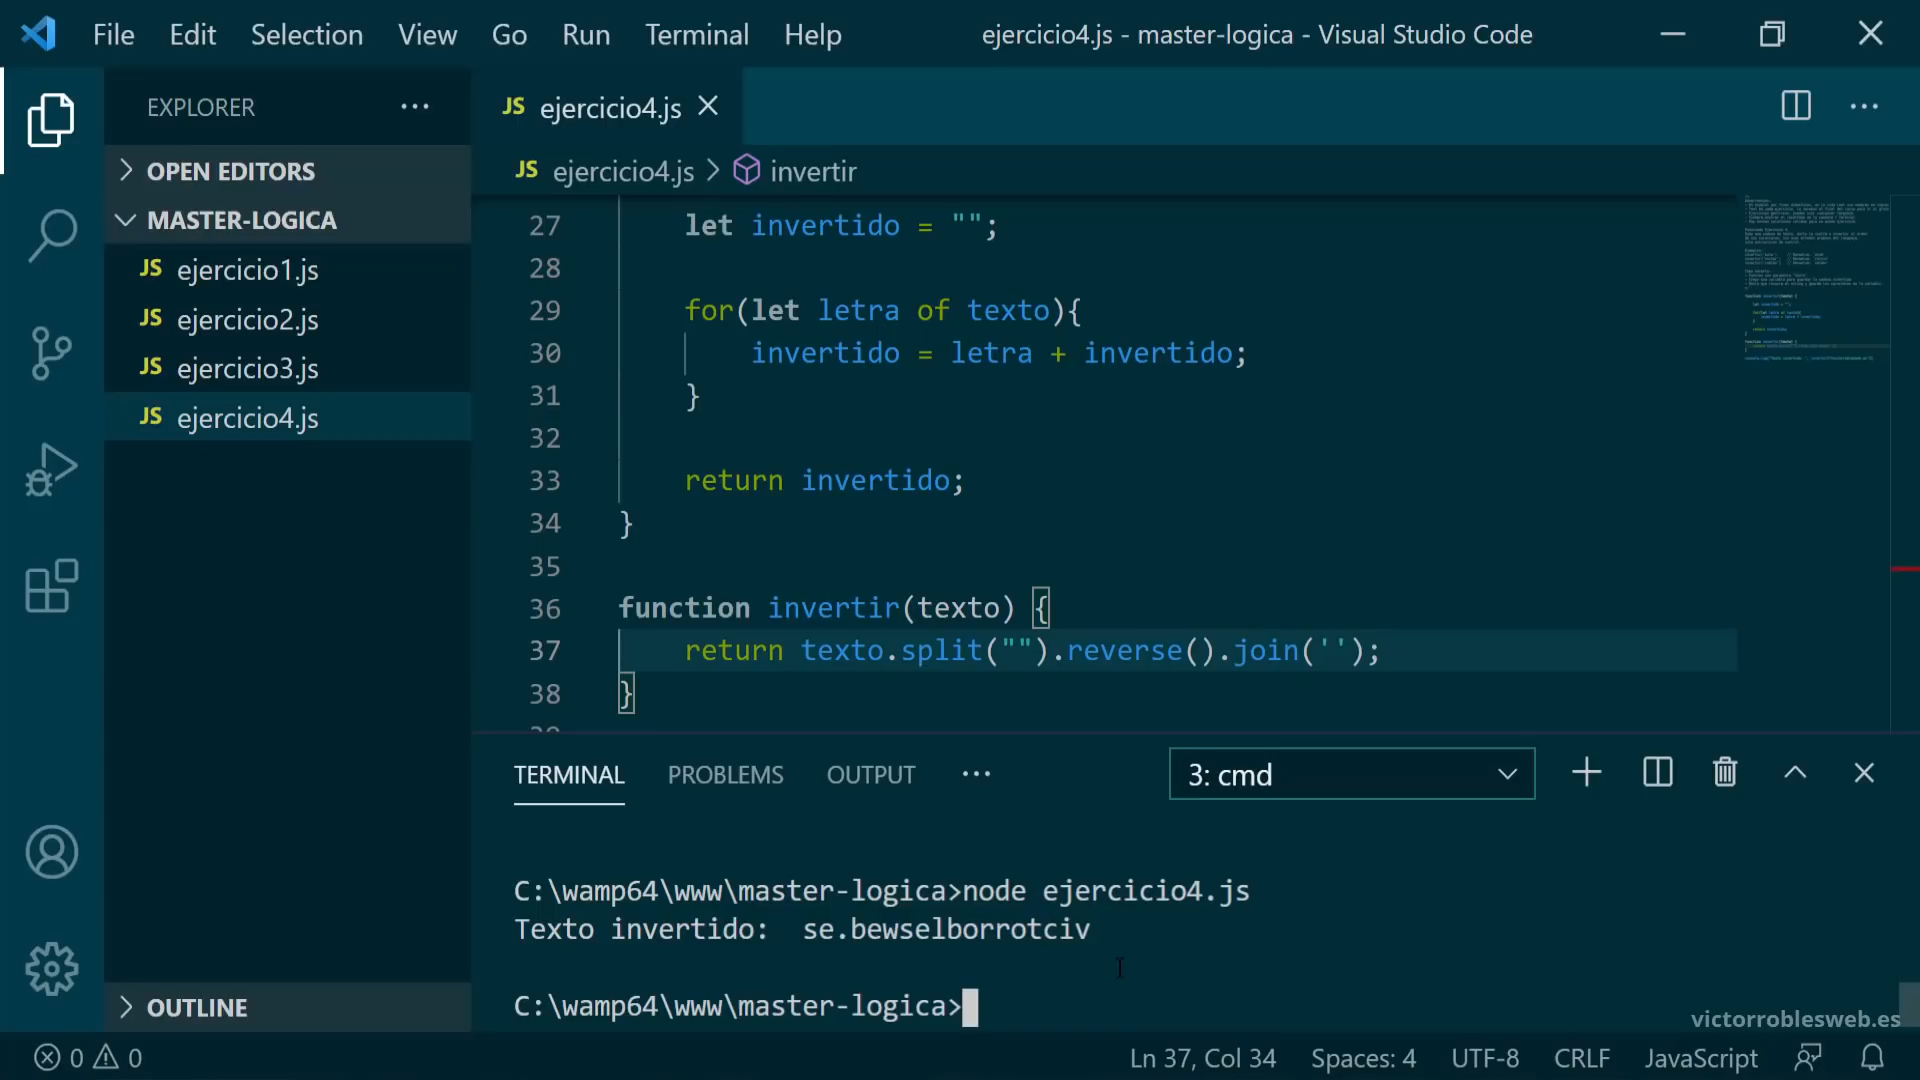 File Edit Selection View Go Run Terminal Help ejercicio4.js - master-logica - Visual Studio Code
EXPLORER
JS ejercicio4.js
OPEN EDITORS
JS ejercicio4.js > invertir
MASTER-LOGICA
JS ejercicio1.js
JS ejercicio2.js
JS ejercicio3.js
JS ejercicio4.js
27 let invertido = "";
28
29 for(let letra of texto){
30 invertido = letra + invertido;
31 }
32
33 return invertido;
34 }
35
36 function invertir(texto) {
37 return texto.split("").reverse().join('');
38 }
TERMINAL PROBLEMS OUTPUT 3: cmd
C:\wamp64\www\master-logica>node ejercicio4.js
Texto invertido:  se.bewselborrotciv
C:\wamp64\www\master-logica>
OUTLINE
victorroblesweb.es
0 0 Ln 37, Col 34 Spaces: 4 UTF-8 CRLF JavaScript